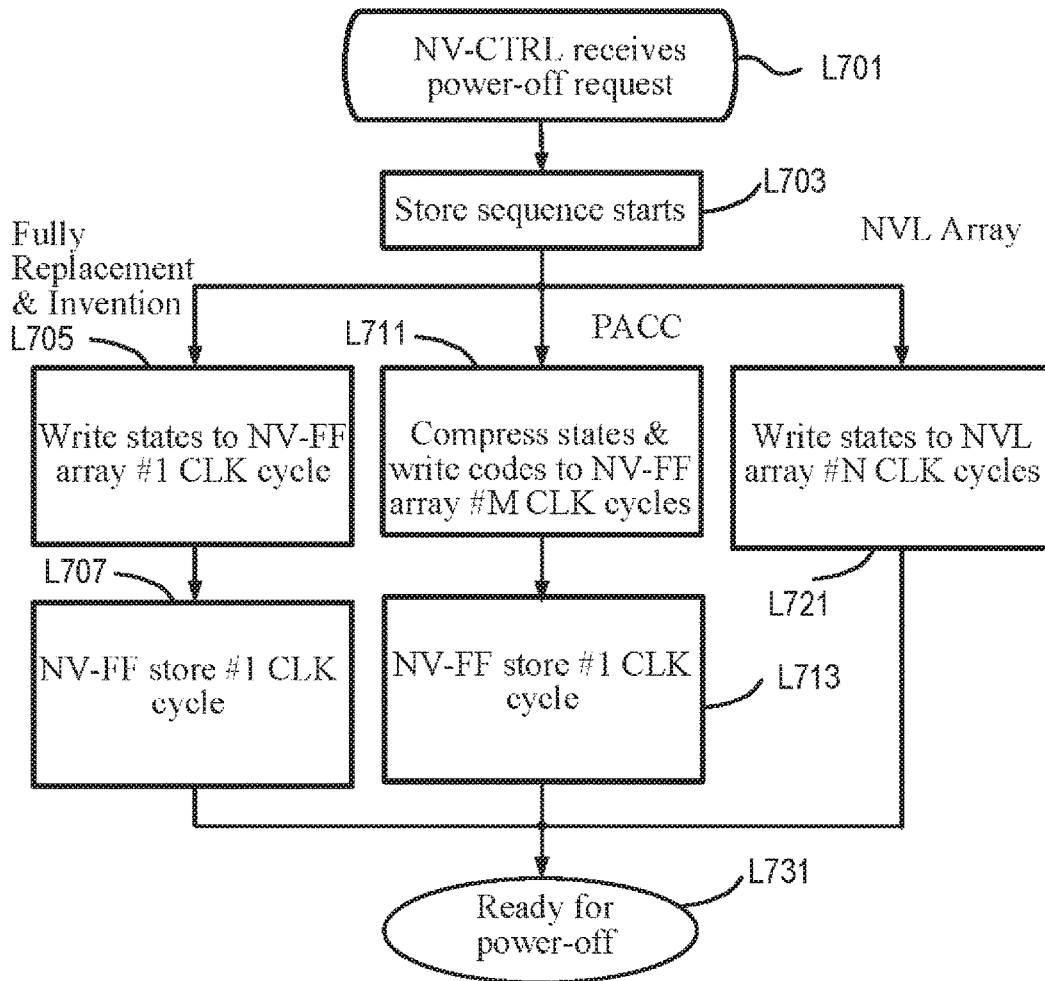 NV-CTRL receives
power-off request
L701
L703
Store sequence starts
NVL Array
Fully
Replacement
& Invention
L705
L711
PACC
Write states to NV-FF
array #1 CLK cycle
Compress states &
write codes to NV-FF
array #M CLK cycles
Write states to NVL
array #N CLK cycles
L707
L721
NV-FF store #1 CLK
cycle
NV-FF store #1 CLK
cycle
L713
L731
Ready for
power-off